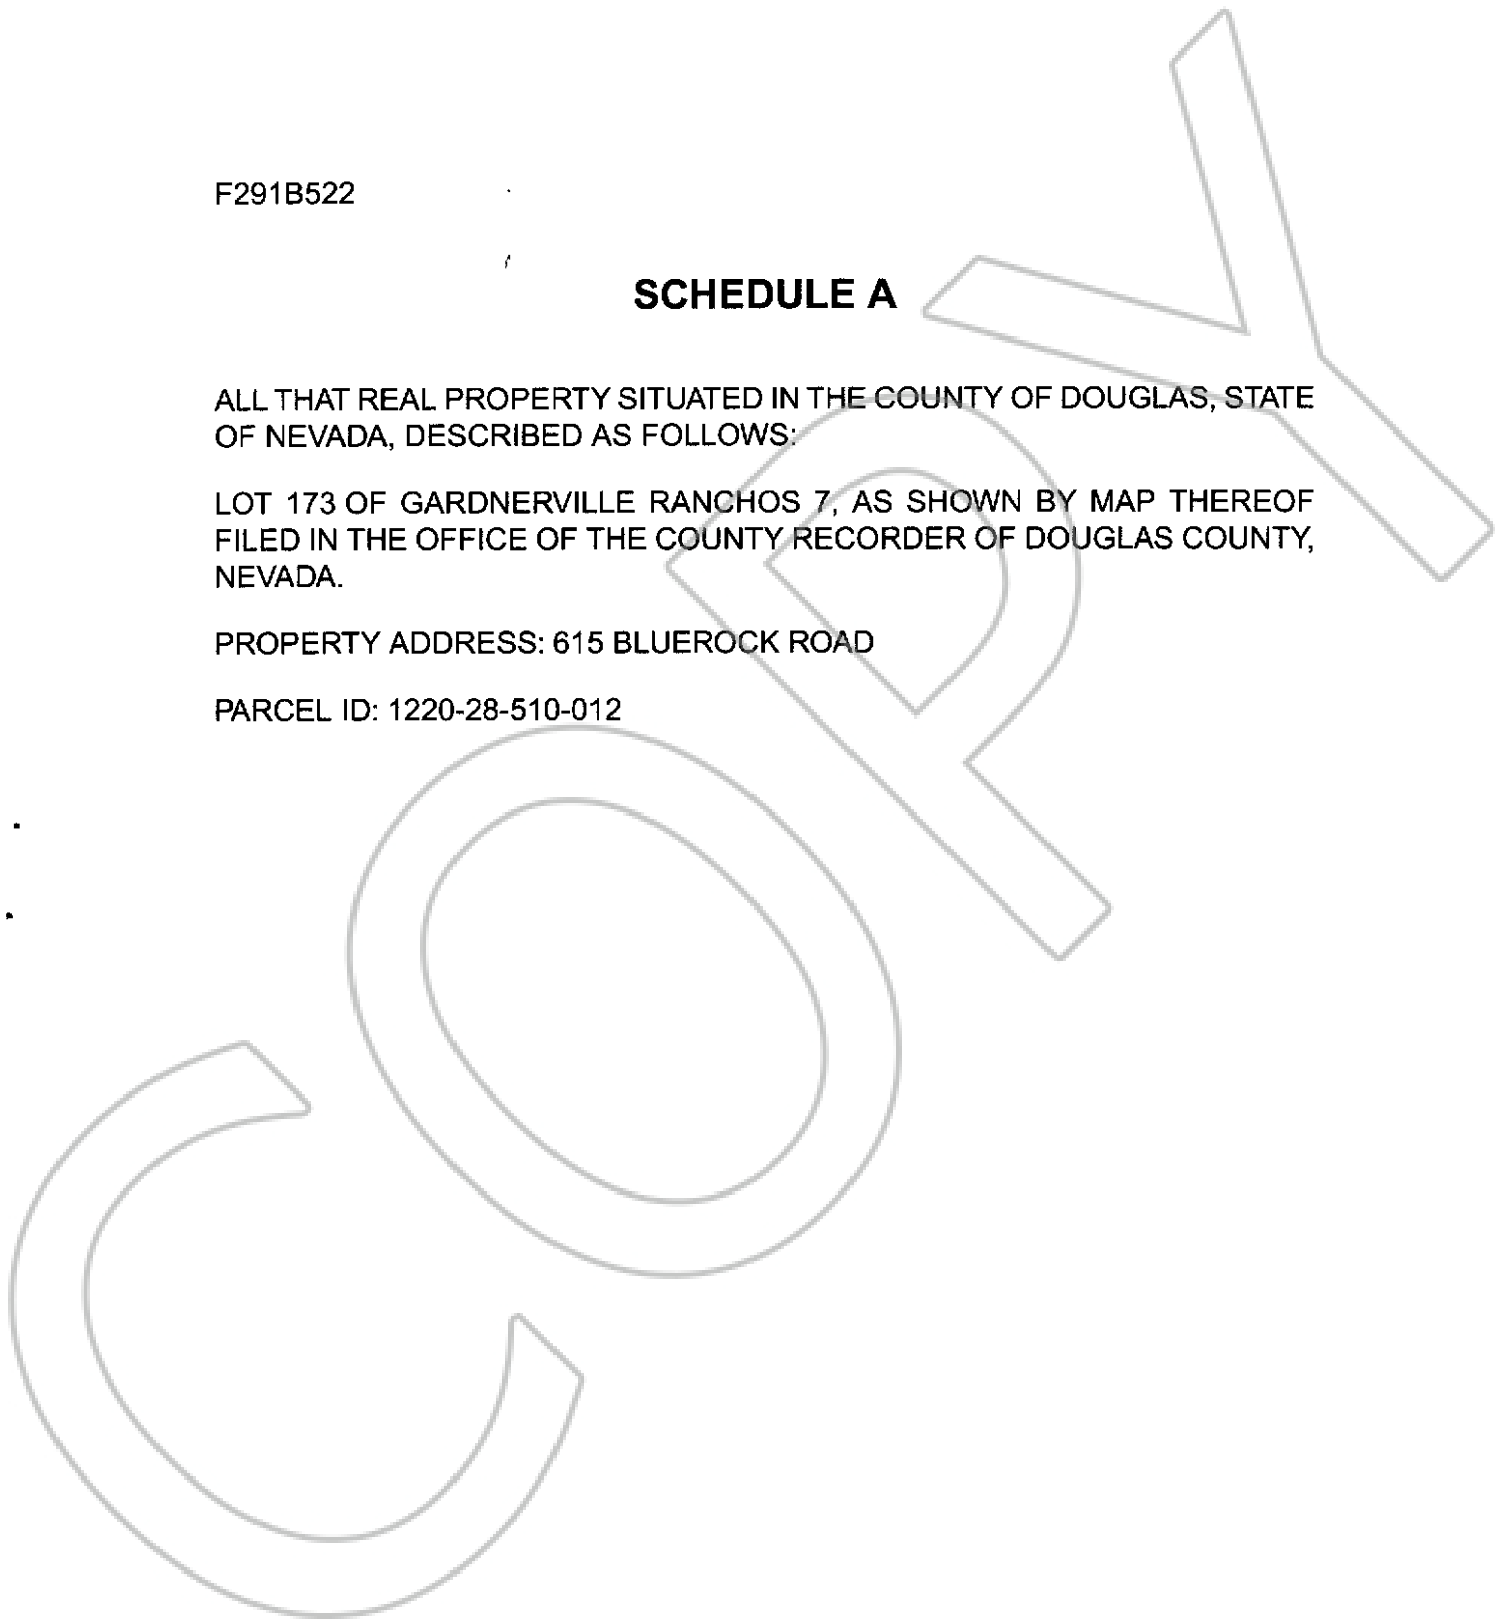 F291B522
SCHEDULE A
ALL THAT REAL PROPERTY SITUATED IN THE COUNTY OF DOUGLAS, STATE
OF NEVADA, DESCRIBED AS FOLLOWS:
LOT 173 OF GARDNERVILLE RANCHOS 7, AS SHOWN BY MAP THEREOF
FILED IN THE OFFICE OF THE COUNTY RECORDER OF DOUGLAS COUNTY,
NEVADA.
PROPERTY ADDRESS: 615 BLUEROCK ROAD
PARCEL ID: 1220-28-510-012
COPY